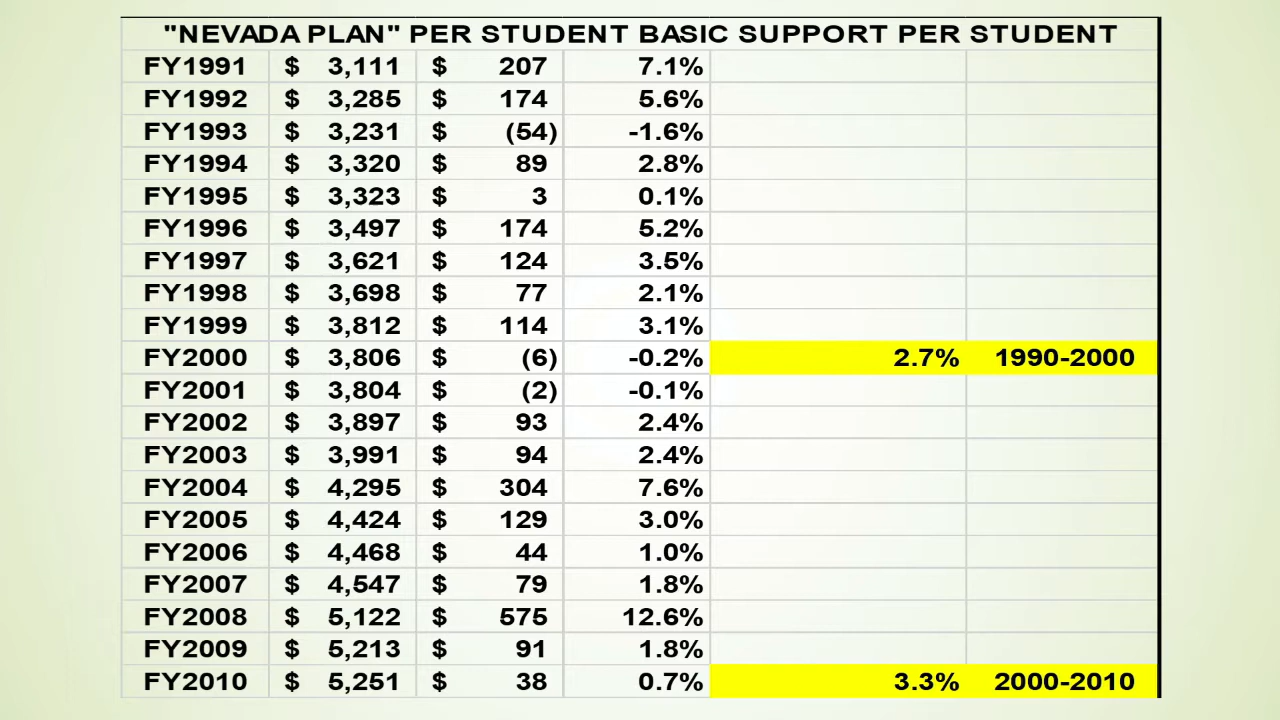 "NEVADA PLAN" PER STUDENT BASIC SUPPORT PER STUDENT
FY1991 $ 3,111 $ 207 7.1%
FY1992 $ 3,285 $ 174 5.6%
FY1993 $ 3,231 $ (54) -1.6%
FY1994 $ 3,320 $ 89 2.8%
FY1995 $ 3,323 $ 3 0.1%
FY1996 $ 3,497 $ 174 5.2%
FY1997 $ 3,621 $ 124 3.5%
FY1998 $ 3,698 $ 77 2.1%
FY1999 $ 3,812 $ 114 3.1%
FY2000 $ 3,806 $ (6) -0.2% 2.7% 1990-2000
FY2001 $ 3,804 $ (2) -0.1%
FY2002 $ 3,897 $ 93 2.4%
FY2003 $ 3,991 $ 94 2.4%
FY2004 $ 4,295 $ 304 7.6%
FY2005 $ 4,424 $ 129 3.0%
FY2006 $ 4,468 $ 44 1.0%
FY2007 $ 4,547 $ 79 1.8%
FY2008 $ 5,122 $ 575 12.6%
FY2009 $ 5,213 $ 91 1.8%
FY2010 $ 5,251 $ 38 0.7% 3.3% 2000-2010